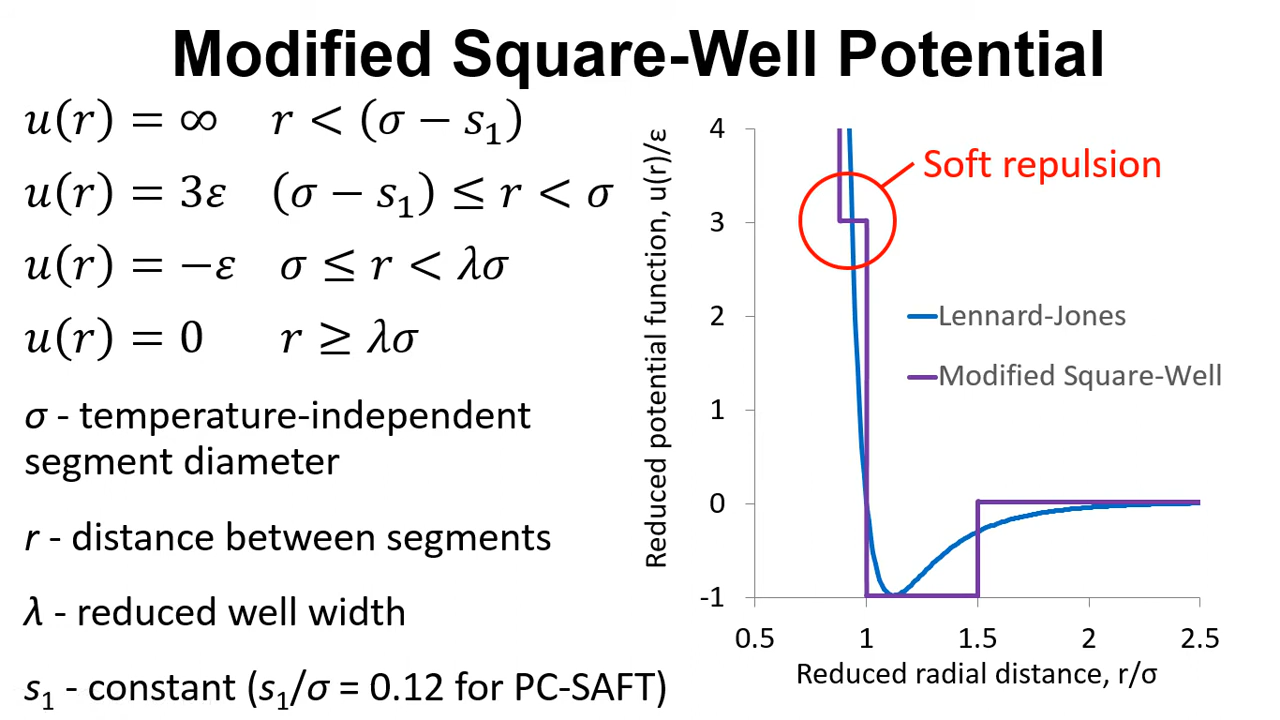 Modified Square-Well Potential
u(r) = ∞ r < (σ − s₁)
u(r) = 3ε (σ − s₁) ≤ r < σ
u(r) = −ε σ ≤ r < λσ
u(r) = 0 r ≥ λσ
σ - temperature-independent
segment diameter
r - distance between segments
λ - reduced well width
s₁ - constant (s₁/σ = 0.12 for PC-SAFT)
Reduced potential function, u(r)/ε
4
3
2
1
0
-1
Soft repulsion
Lennard-Jones
Modified Square-Well
0.5 1 1.5 2 2.5
Reduced radial distance, r/σ